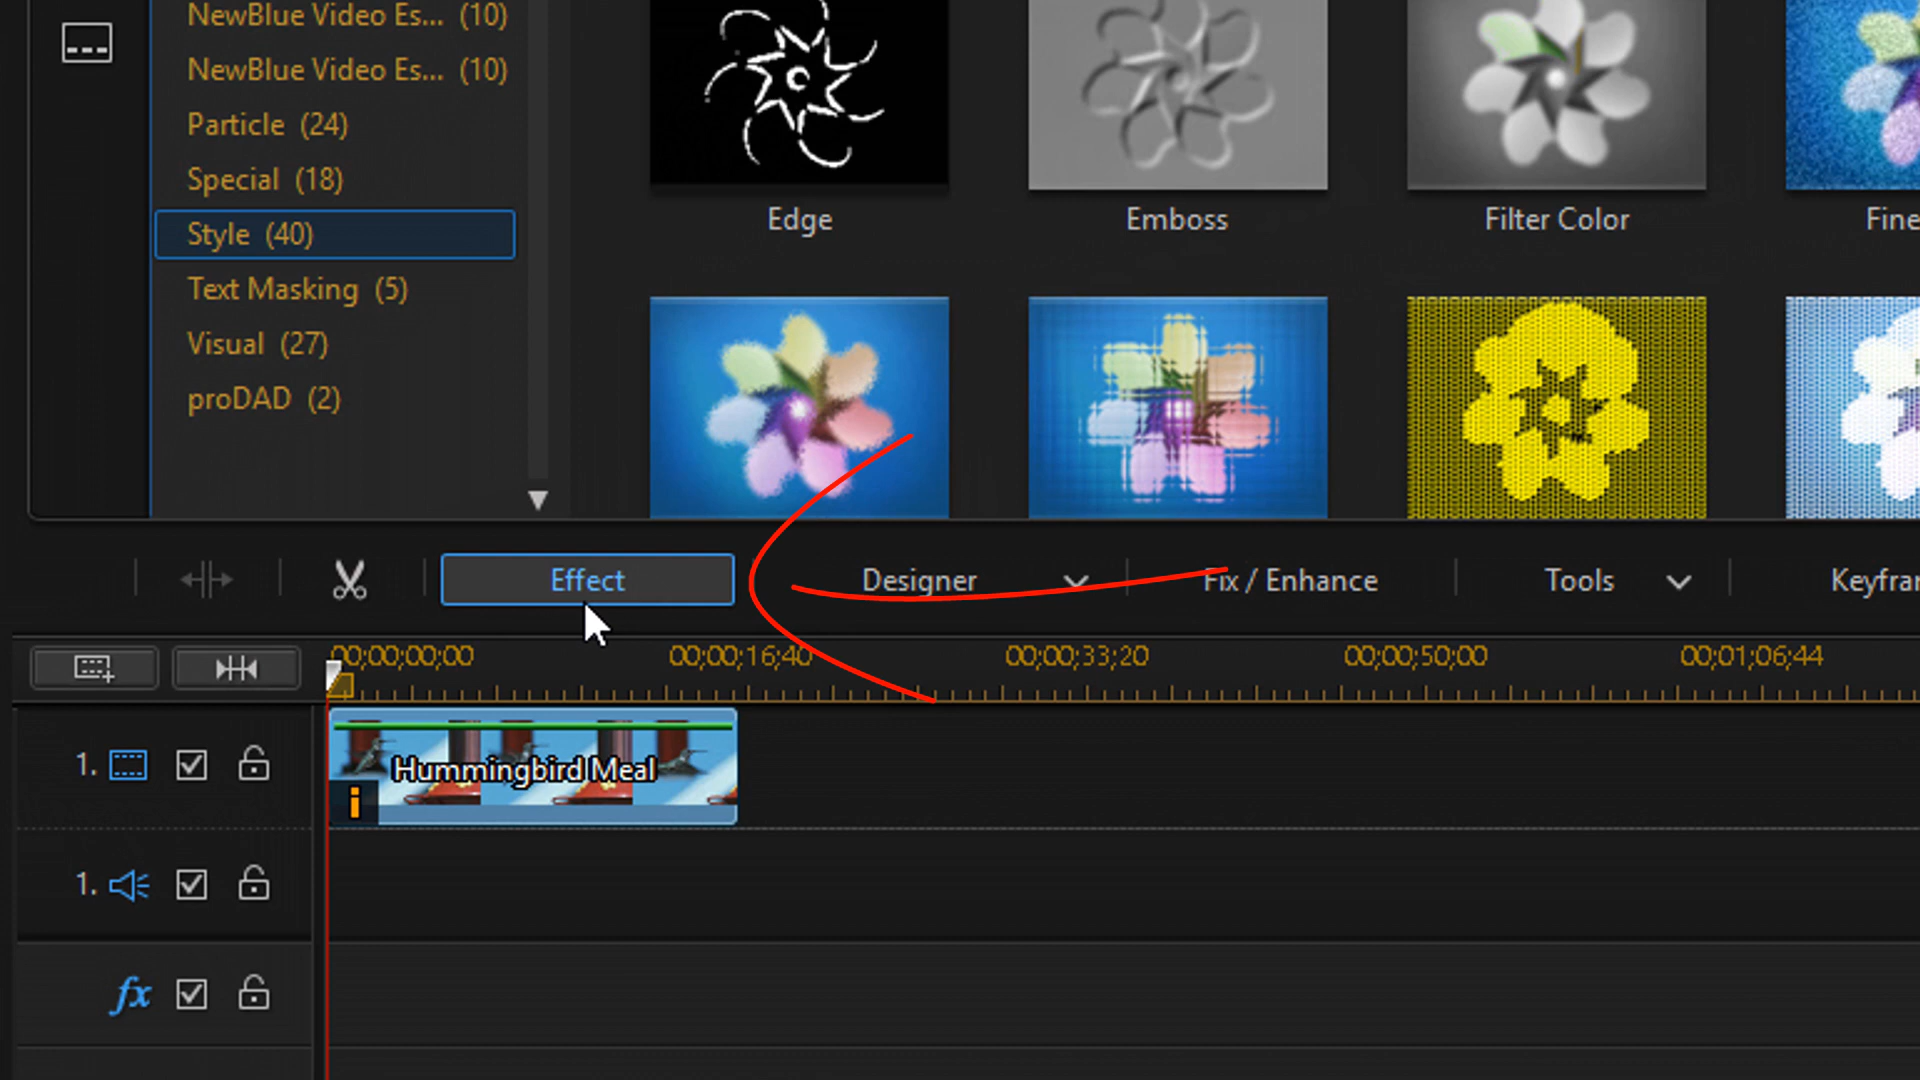 NewBlue Video Es... (10)
NewBlue Video Es... (10)
Particle (24)
Special (18)
Style (40)
Text Masking (5)
Visual (27)
proDAD (2)
Edge
Emboss
Filter Color
Fine
Effect
Designer
Fix / Enhance
Tools
Keyfra
00;00;00;00
00;00;16;40
00;00;33;20
00;00;50;00
00;01;06;44
1.
Hummingbird Meal
i
1.
fx